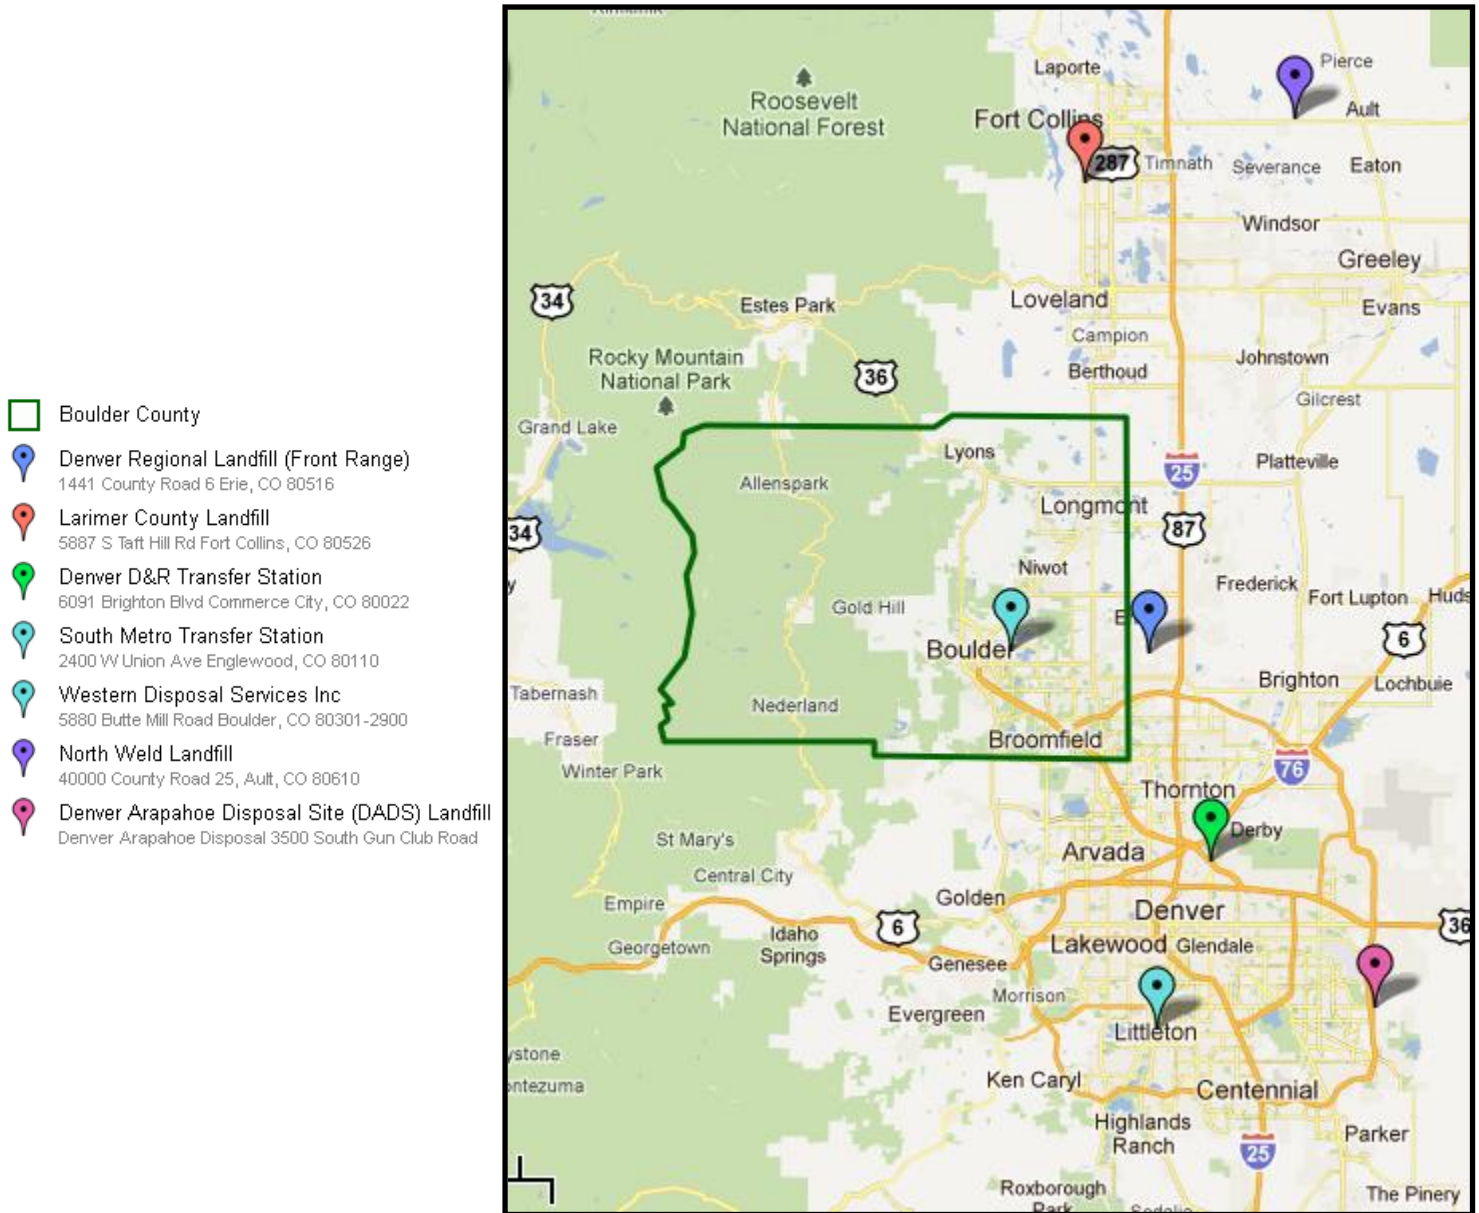 Boulder County
Denver Regional Landfill (Front Range)
1441 County Road 6 Erie, CO 80516
Larimer County Landfill
5887 S Taft Hill Rd Fort Collins, CO 80526
Denver D&R Transfer Station
6091 Brighton Blvd Commerce City, CO 80022
South Metro Transfer Station
2400 W Union Ave Englewood, CO 80110
Western Disposal Services Inc
5880 Butte Mill Road Boulder, CO 80301-2900
North Weld Landfill
40000 County Road 25, Ault, CO 80610
Denver Arapahoe Disposal Site (DADS) Landfill
Denver Arapahoe Disposal 3500 South Gun Club Road
Laporte
Pierce
Roosevelt
National Forest
Fort Collins
Ault
287
Timnath
Severance
Eaton
Windsor
Greeley
34
Estes Park
Loveland
Evans
Campion
Rocky Mountain
National Park
36
Berthoud
Johnstown
Gilcrest
Grand Lake
Lyons
Platteville
25
Allenspark
Longmont
34
87
Niwot
Frederick
Fort Lupton
Huds
Gold Hill
6
Boulder
Brighton
Lochbuie
Tabernash
Nederland
Fraser
Broomfield
Winter Park
76
Thornton
Derby
St Mary's
Arvada
Central City
Golden
Empire
Denver
6
36
Idaho
Springs
Georgetown
Lakewood
Glendale
Genesee
Morrison
Evergreen
Littleton
ystone
ontezuma
Ken Caryl
Centennial
Highlands
Ranch
Parker
25
Roxborough
Park
The Pinery